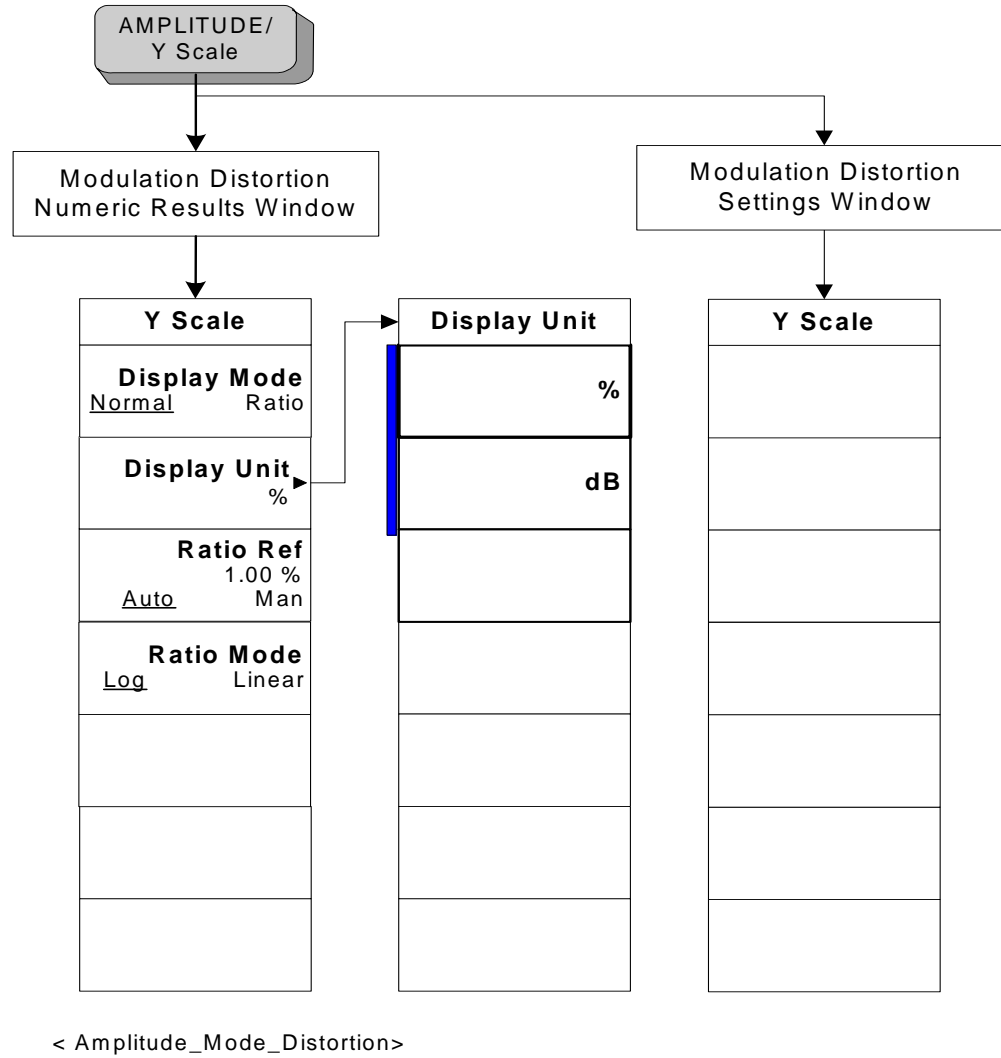 AMPLITUDE/
Y Scale
Modulation Distortion
Numeric Results Window
Modulation Distortion
Settings Window
Y Scale
Display Mode
Normal Ratio
Display Unit
%
Ratio Ref
1.00 %
Auto Man
Ratio Mode
Log Linear
Display Unit
%
dB
Y Scale
< Amplitude_Mode_Distortion>